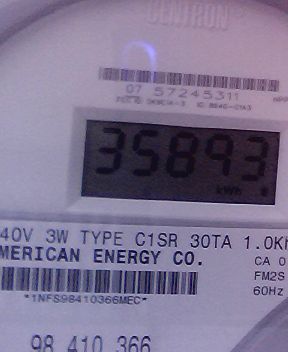 CENTRON®
07 57245311
35893
kWh
40V 3W TYPE C1SR 30TA 1.0Kh
MERICAN ENERGY CO.
CA 0
FM2S
60Hz
*1NFS98410366MEC*
98 410 366